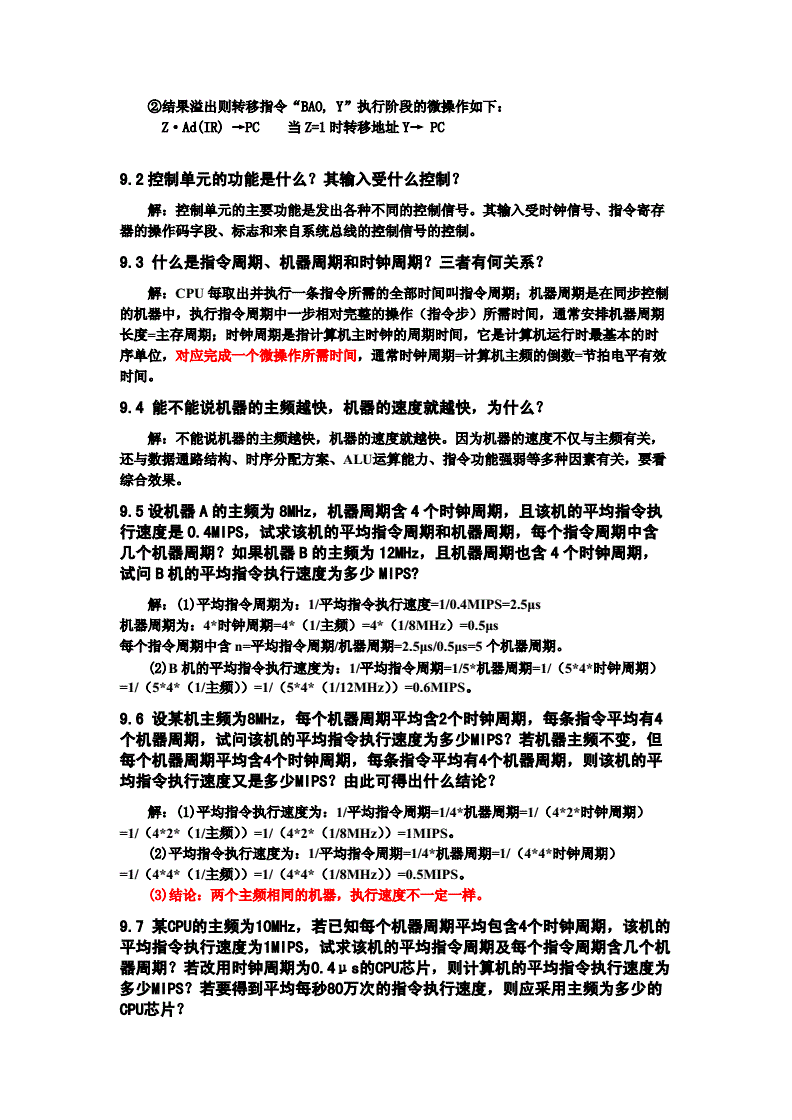 ②结果溢出则转移指令“BAO, Y”执行阶段的微操作如下：
Z·Ad(IR) →PC 当 Z=1 时转移地址 Y→ PC
9.2 控制单元的功能是什么？其输入受什么控制？
解：控制单元的主要功能是发出各种不同的控制信号。其输入受时钟信号、指令寄存
器的操作码字段、标志和来自系统总线的控制信号的控制。
9.3 什么是指令周期、机器周期和时钟周期？三者有何关系？
解：CPU 每取出并执行一条指令所需的全部时间叫指令周期；机器周期是在同步控制
的机器中，执行指令周期中一步相对完整的操作（指令步）所需时间，通常安排机器周期
长度=主存周期；时钟周期是指计算机主时钟的周期时间，它是计算机运行时最基本的时
序单位，对应完成一个微操作所需时间，通常时钟周期=计算机主频的倒数=节拍电平有效
时间。
9.4 能不能说机器的主频越快，机器的速度就越快，为什么？
解：不能说机器的主频越快，机器的速度就越快。因为机器的速度不仅与主频有关，
还与数据通路结构、时序分配方案、ALU运算能力、指令功能强弱等多种因素有关，要看
综合效果。
9.5 设机器 A 的主频为 8MHz，机器周期含 4 个时钟周期，且该机的平均指令执
行速度是 0.4MIPS，试求该机的平均指令周期和机器周期，每个指令周期中含
几个机器周期？如果机器 B 的主频为 12MHz，且机器周期也含 4 个时钟周期，
试问 B 机的平均指令执行速度为多少 MIPS?
解：(1)平均指令周期为：1/平均指令执行速度=1/0.4MIPS=2.5μs
机器周期为：4*时钟周期=4*（1/主频）=4*（1/8MHz）=0.5μs
每个指令周期中含 n=平均指令周期/机器周期=2.5μs/0.5μs=5 个机器周期。
(2)B 机的平均指令执行速度为：1/平均指令周期=1/5*机器周期=1/（5*4*时钟周期）
=1/（5*4*（1/主频））=1/（5*4*（1/12MHz））=0.6MIPS。
9.6 设某机主频为8MHz，每个机器周期平均含2个时钟周期，每条指令平均有4
个机器周期，试问该机的平均指令执行速度为多少MIPS？若机器主频不变，但
每个机器周期平均含4个时钟周期，每条指令平均有4个机器周期，则该机的平
均指令执行速度又是多少MIPS？由此可得出什么结论？
解：(1)平均指令执行速度为：1/平均指令周期=1/4*机器周期=1/（4*2*时钟周期）
=1/（4*2*（1/主频））=1/（4*2*（1/8MHz））=1MIPS。
(2)平均指令执行速度为：1/平均指令周期=1/4*机器周期=1/（4*4*时钟周期）
=1/（4*4*（1/主频））=1/（4*4*（1/8MHz））=0.5MIPS。
(3)结论：两个主频相同的机器，执行速度不一定一样。
9.7 某CPU的主频为10MHz，若已知每个机器周期平均包含4个时钟周期，该机的
平均指令执行速度为1MIPS，试求该机的平均指令周期及每个指令周期含几个机
器周期？若改用时钟周期为0.4μs的CPU芯片，则计算机的平均指令执行速度为
多少MIPS？若要得到平均每秒80万次的指令执行速度，则应采用主频为多少的
CPU芯片？